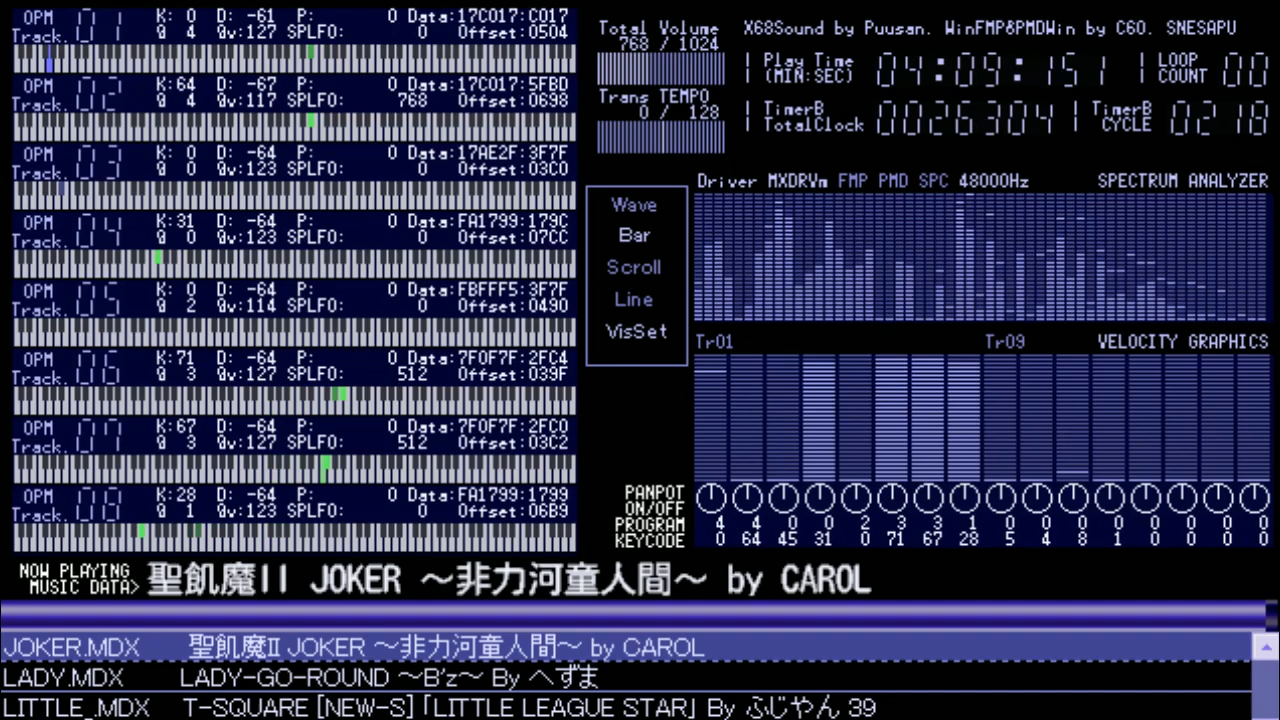 OPM K: 0 D: -61 P: 0 Data:17C017:C017
Track. 01 Q 4 @v:127 SPLFO: 0 Offset:0504
OPM K:64 D: -67 P: 0 Data:17C017:5FBD
Track. 02 Q 4 @v:117 SPLFO: 768 Offset:0698
OPM K: 0 D: -64 P: 0 Data:17AE2F:3F7F
Track. 03 Q 0 @v:123 SPLFO: 0 Offset:03C0
OPM K:31 D: -64 P: 0 Data:FA1799:179C
Track. 04 Q 0 @v:123 SPLFO: 0 Offset:07CC
OPM K: 0 D: -64 P: 0 Data:FBFFF5:3F7F
Track. 05 Q 2 @v:114 SPLFO: 0 Offset:0490
OPM K:71 D: -64 P: 0 Data:7F0F7F:2FC4
Track. 06 Q 3 @v:127 SPLFO: 512 Offset:039F
OPM K:67 D: -64 P: 0 Data:7F0F7F:2FC0
Track. 07 Q 3 @v:127 SPLFO: 512 Offset:03C2
OPM K:28 D: -64 P: 0 Data:FA1799:1799
Track. 08 Q 1 @v:123 SPLFO: 0 Offset:06B9
Total Volume
768 / 1024
Trans TEMPO
0 / 128
X68Sound by Puusan. WinFMP&PMDWin by C60. SNESAPU
Play Time (MIN:SEC) 04:09:151 LOOP COUNT 00
TimerB TotalClock 0026304 TimerB CYCLE 0218
Wave
Bar
Scroll
Line
VisSet
Driver MXDRVm FMP PMD SPC 48000Hz SPECTRUM ANALYZER
Tr01 Tr09 VELOCITY GRAPHICS
PANPOT
ON/OFF
PROGRAM 4 4 0 0 2 3 3 1 0 0 0 0 0 0 0 0
KEYCODE 0 64 45 31 0 71 67 28 5 4 8 1 0 0 0 0
NOW PLAYING
MUSIC DATA> 聖飢魔II JOKER ～非力河童人間～ by CAROL
JOKER.MDX 聖飢魔Ⅱ JOKER ～非力河童人間～ by CAROL
LADY.MDX LADY-GO-ROUND ～B'z～ By へずま
LITTLE_.MDX T-SQUARE [NEW-S]「LITTLE LEAGUE STAR」 By ふじやん 39